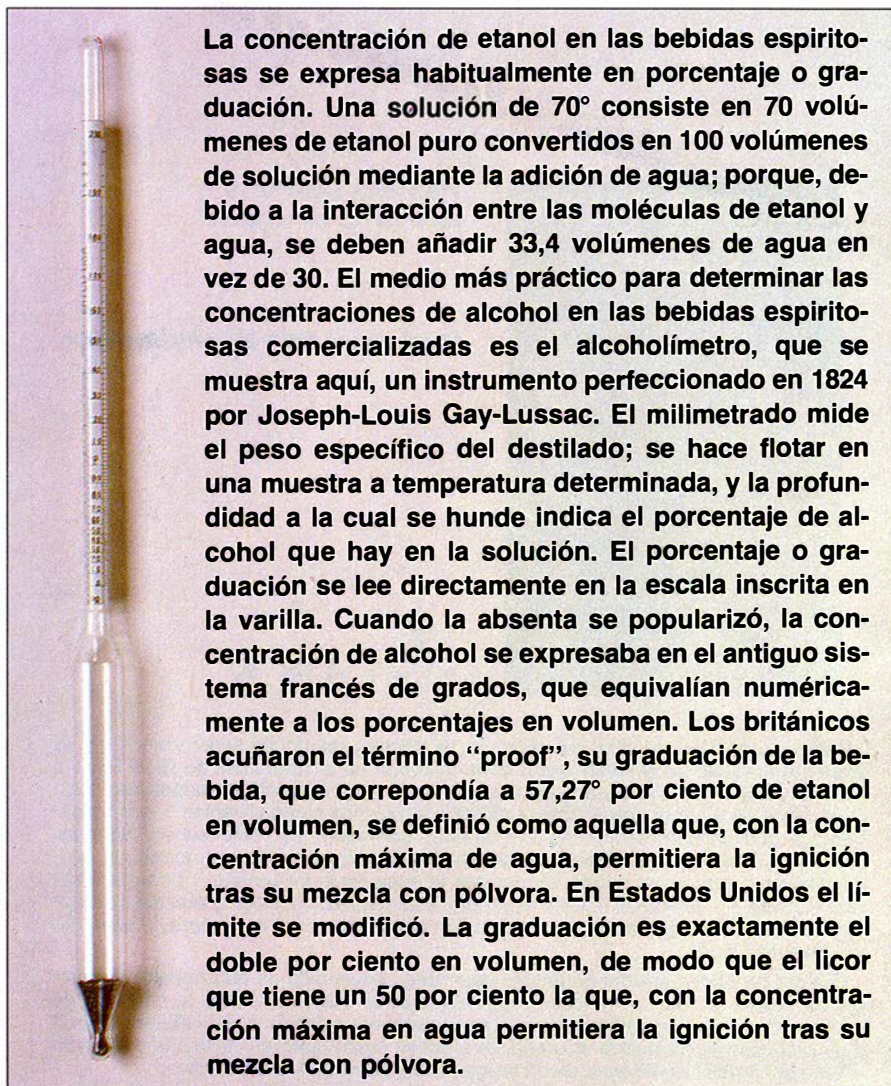 La concentración de etanol en las bebidas espirito-
sas se expresa habitualmente en porcentaje o gra-
duación. Una solución de 70° consiste en 70 volú-
menes de etanol puro convertidos en 100 volúmenes
de solución mediante la adición de agua; porque, de-
bido a la interacción entre las moléculas de etanol y
agua, se deben añadir 33,4 volúmenes de agua en
vez de 30. El medio más práctico para determinar las
concentraciones de alcohol en las bebidas espirito-
sas comercializadas es el alcoholímetro, que se
muestra aquí, un instrumento perfeccionado en 1824
por Joseph-Louis Gay-Lussac. El milimetrado mide
el peso específico del destilado; se hace flotar en
una muestra a temperatura determinada, y la profun-
didad a la cual se hunde indica el porcentaje de al-
cohol que hay en la solución. El porcentaje o gra-
duación se lee directamente en la escala inscrita en
la varilla. Cuando la absenta se popularizó, la con-
centración de alcohol se expresaba en el antiguo sis-
tema francés de grados, que equivalían numérica-
mente a los porcentajes en volumen. Los británicos
acuñaron el término “proof”, su graduación de la be-
bida, que correpondía a 57,27° por ciento de etanol
en volumen, se definió como aquella que, con la con-
centración máxima de agua, permitiera la ignición
tras su mezcla con pólvora. En Estados Unidos el lí-
mite se modificó. La graduación es exactamente el
doble por ciento en volumen, de modo que el licor
que tiene un 50 por ciento la que, con la concentra-
ción máxima en agua permitiera la ignición tras su
mezcla con pólvora.